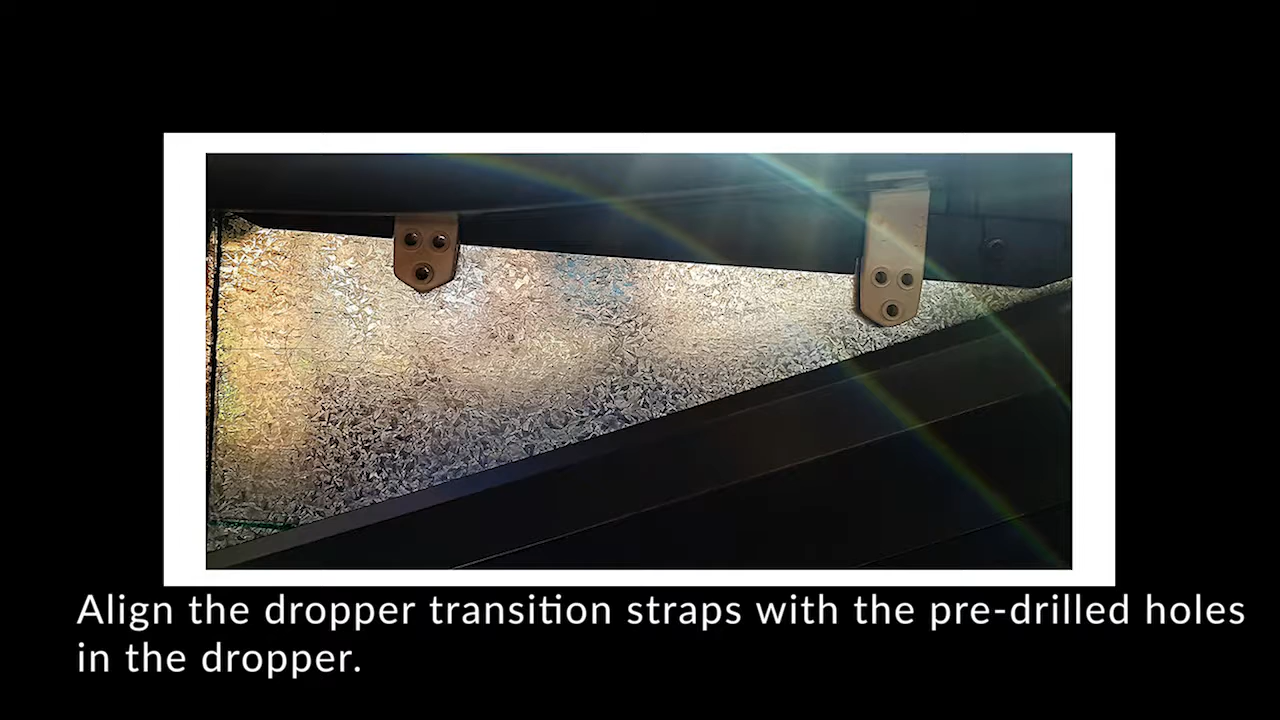 Align the dropper transition straps with the pre-drilled holes
in the dropper.